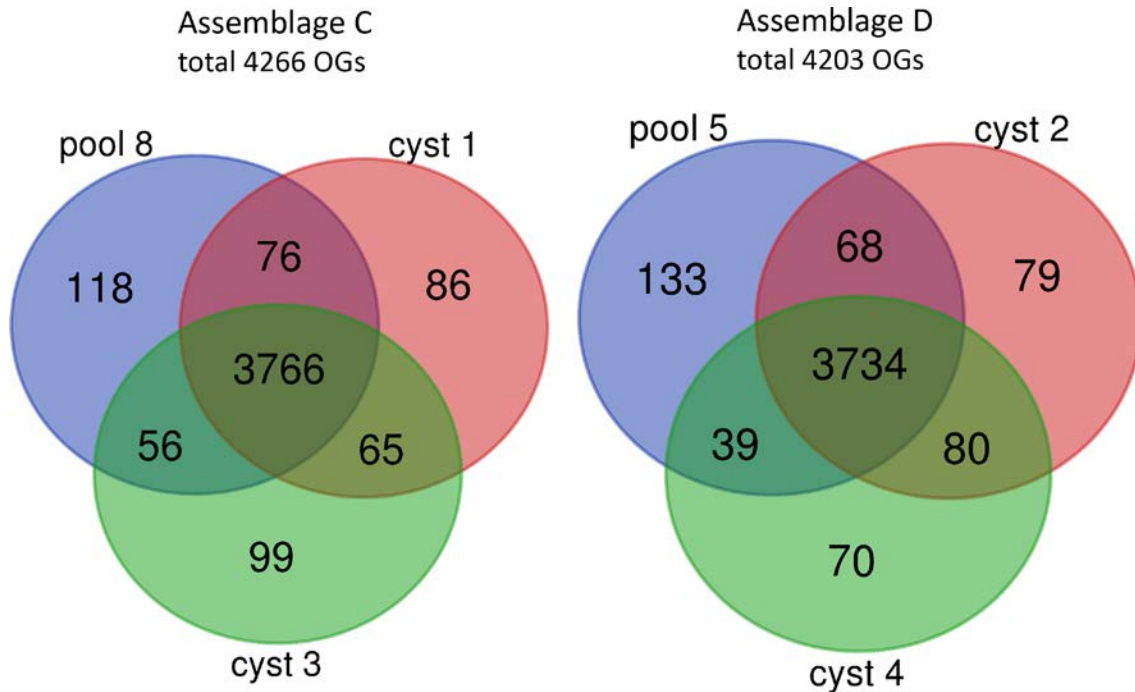 Assemblage C
total 4266 OGs
pool 8
cyst 1
118
76
86
3766
56
65
99
cyst 3
Assemblage D
total 4203 OGs
pool 5
cyst 2
133
68
79
3734
39
80
70
cyst 4